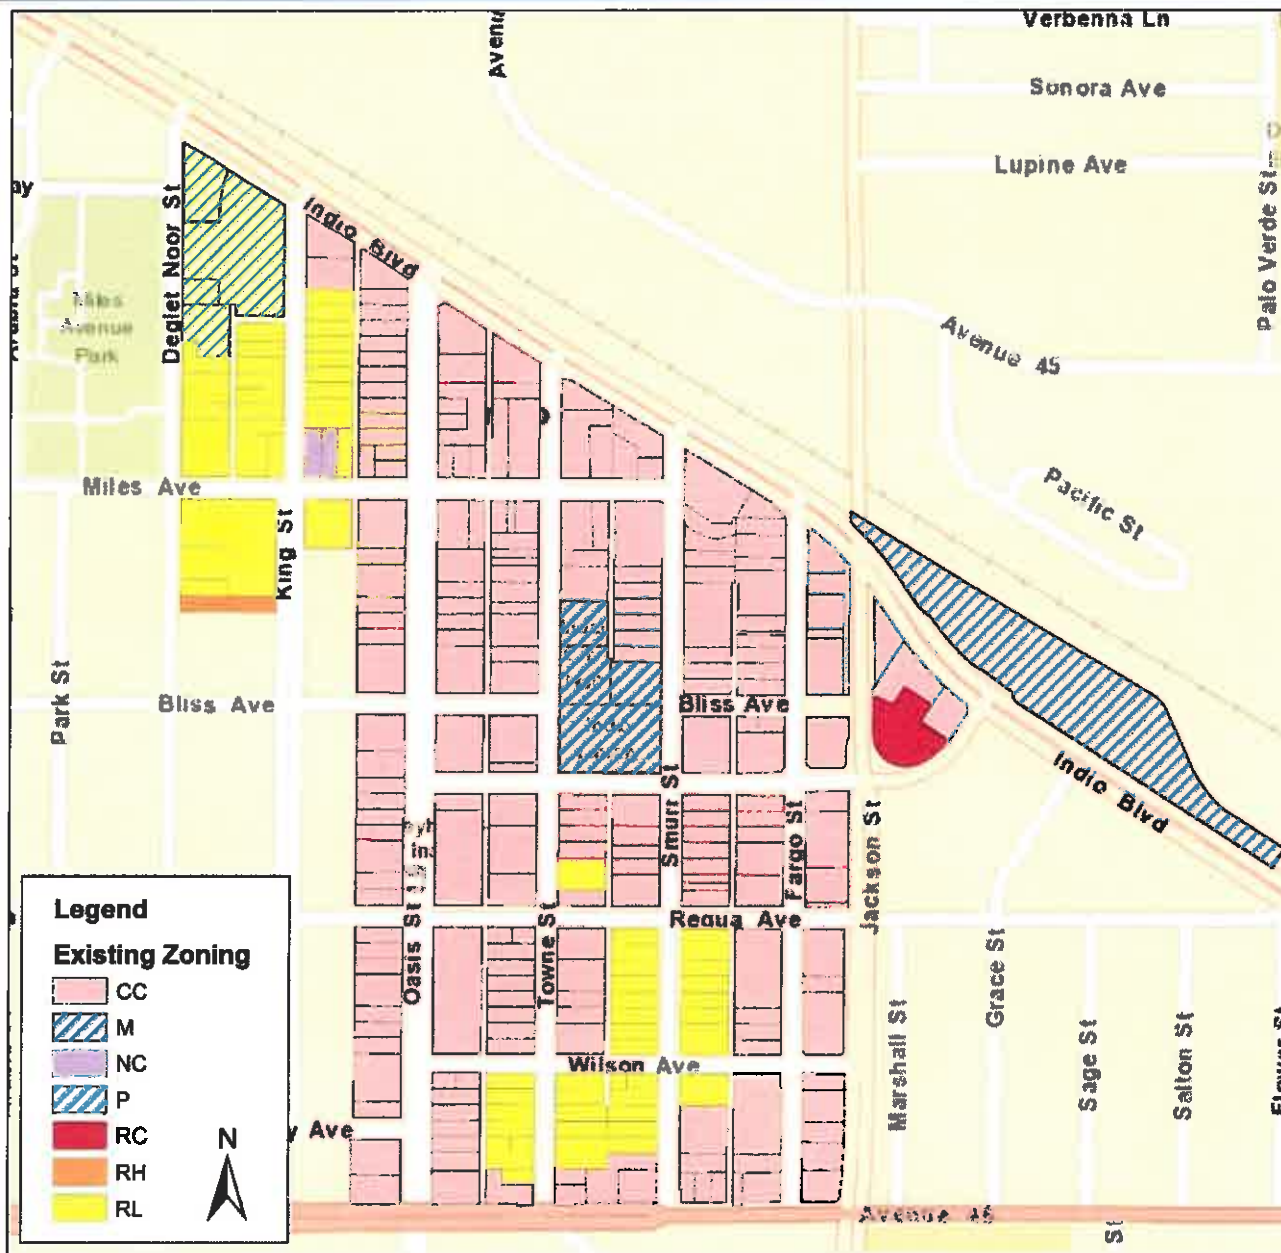 Verbenna Ln
Avenu
Sonora Ave
Lupine Ave
ay
Indio Blvd
Deglet Noor St
Palo Verde St
Miles
Avenue
Park
Avenue 45
Miles Ave
Pacific St
King St
Park St
Bliss Ave
Bliss Ave
Indio Blvd
Smurr St
Fargo St
Jackson St
Requa Ave
Oasis St
Towne St
Grace St
Marshall St
Sage St
Salton St
Wilson Ave
y Ave
Avenue 46
St
Legend
Existing Zoning
CC
M
NC
P
RC
RH
RL
N